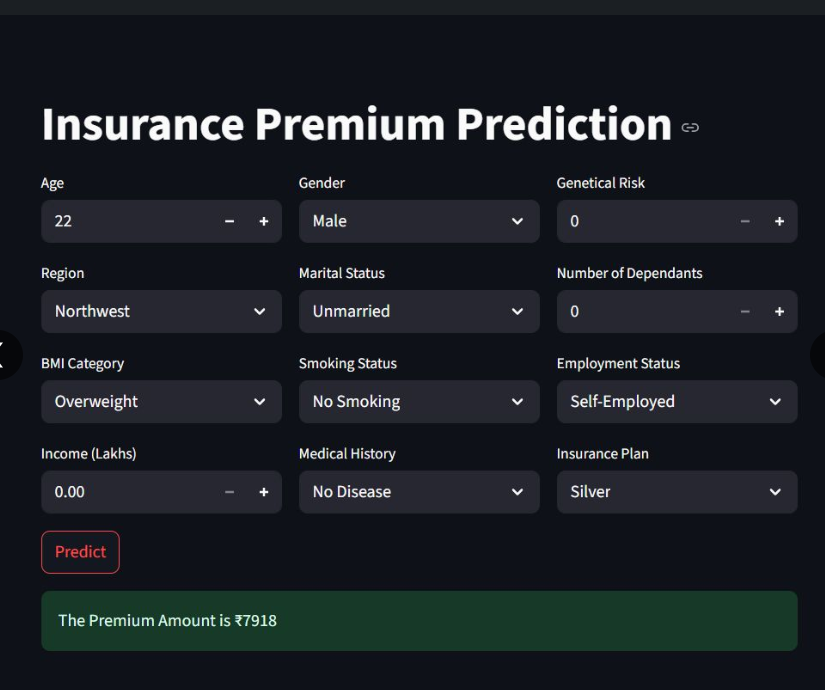 Insurance Premium Prediction
Age Gender Genetical Risk
22 − + Male 0 − +
Region Marital Status Number of Dependants
Northwest Unmarried 0 − +
BMI Category Smoking Status Employment Status
Overweight No Smoking Self-Employed
Income (Lakhs) Medical History Insurance Plan
0.00 − + No Disease Silver
Predict
The Premium Amount is ₹7918